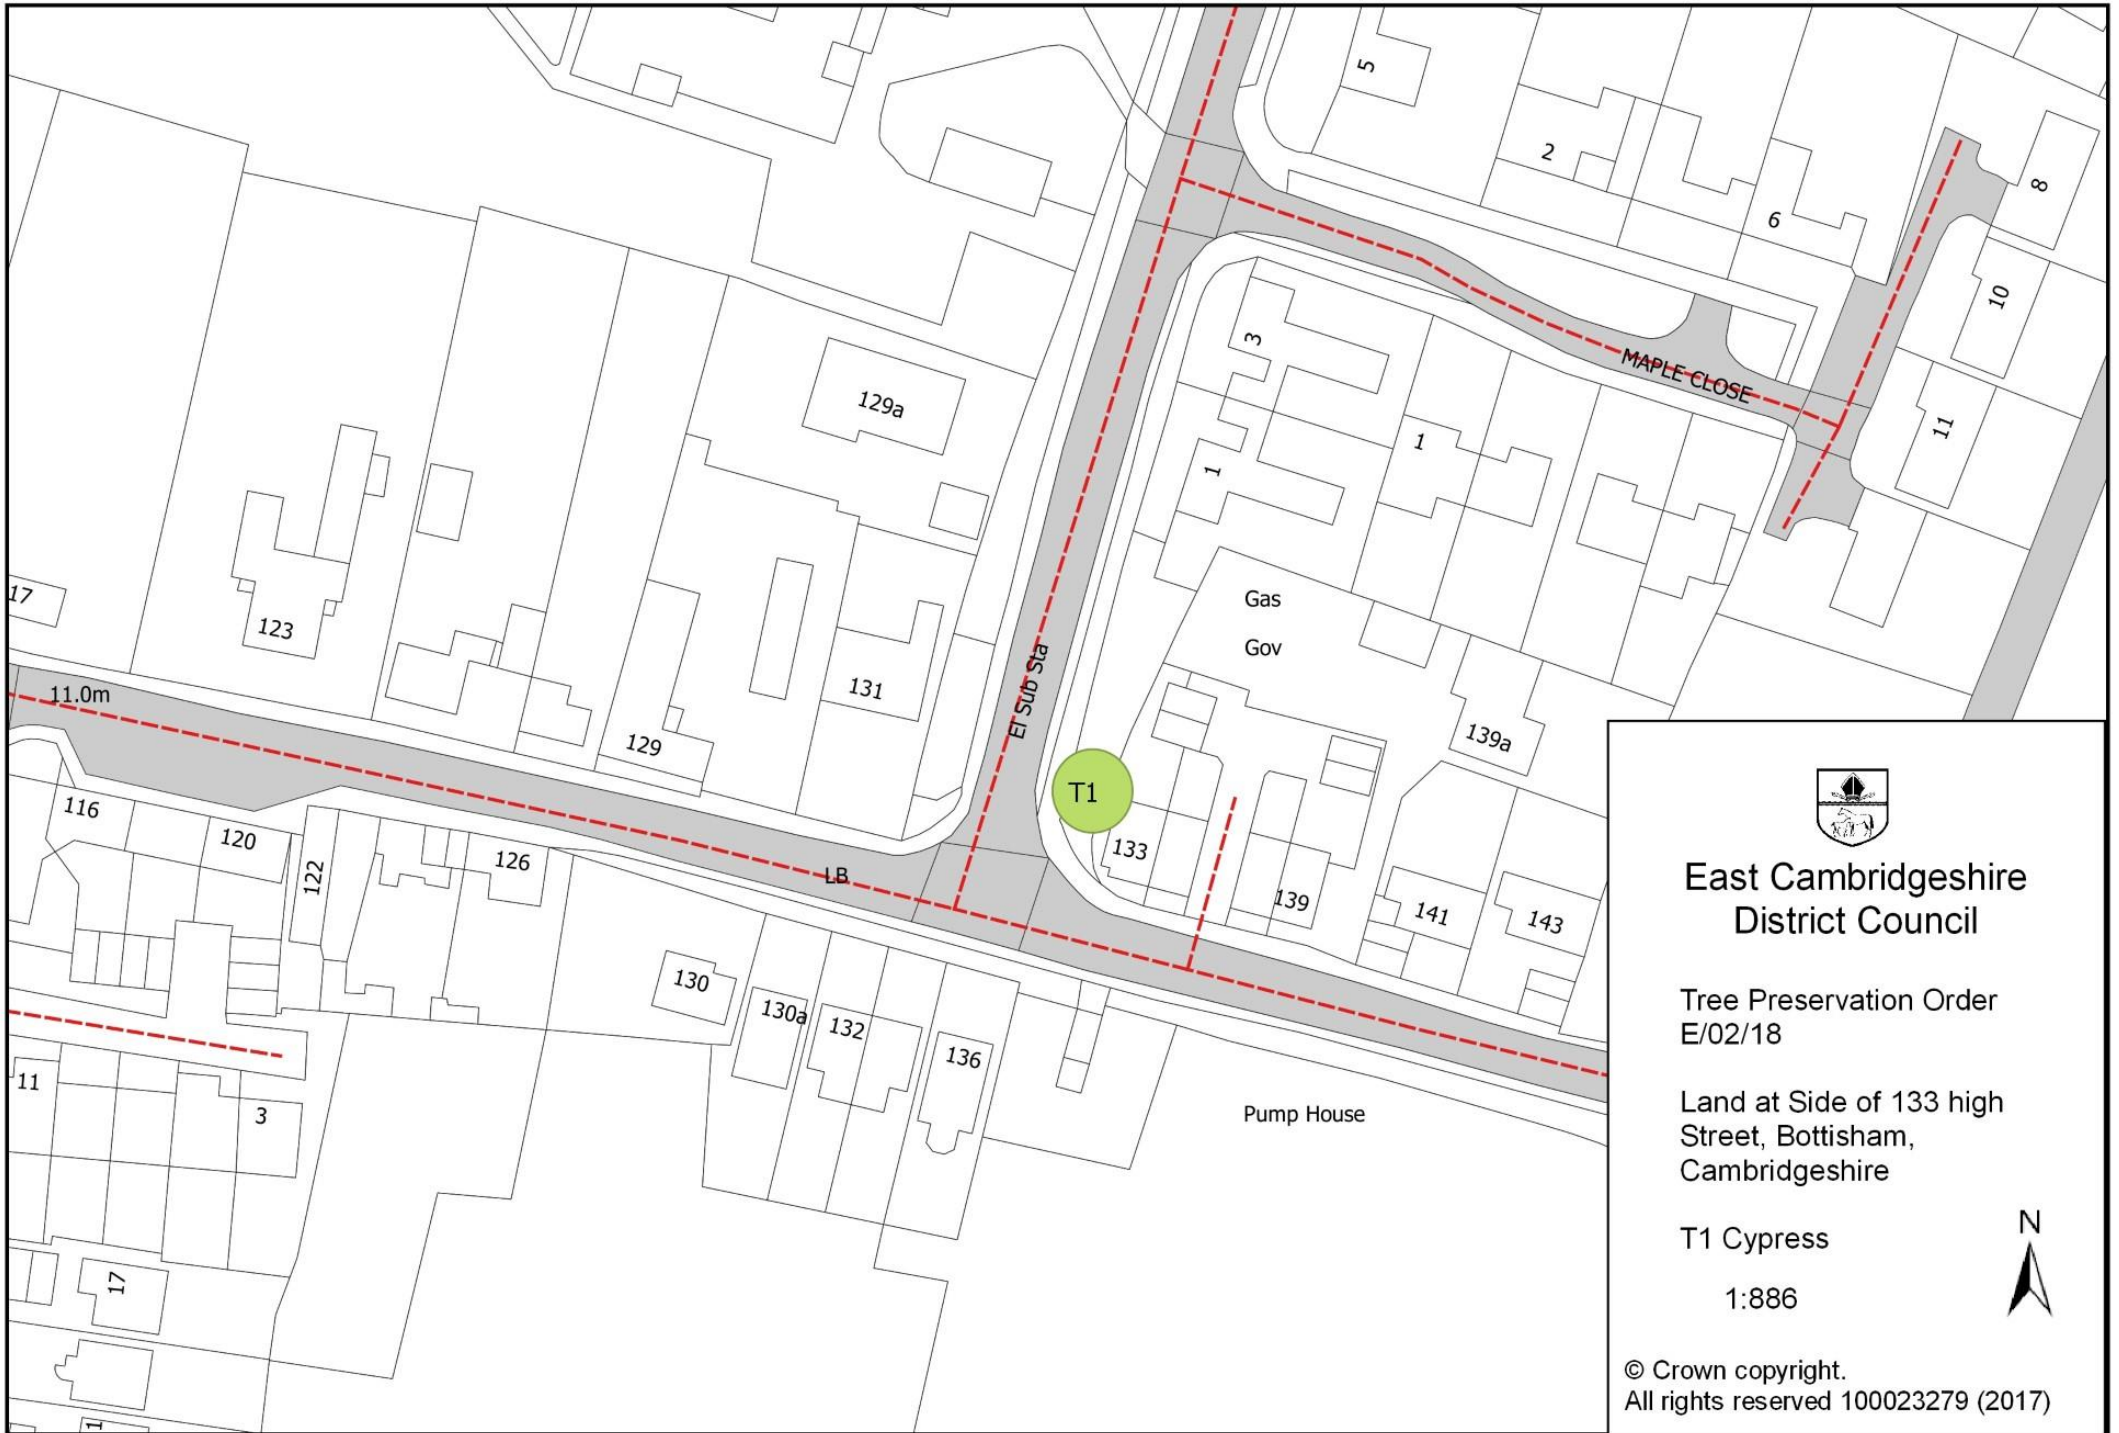 5
2
8
6
10
3
MAPLE CLOSE
129a
11
1
1
17
Gas
123
Gov
El Sub Sta
131
11.0m
129
139a
T1
116
120
133
122
126
LB
139
141
143
130
130a
132
136
11
3
Pump House
17
1
East Cambridgeshire
District Council
Tree Preservation Order
E/02/18
Land at Side of 133 high
Street, Bottisham,
Cambridgeshire
N
T1 Cypress
1:886
© Crown copyright.
All rights reserved 100023279 (2017)